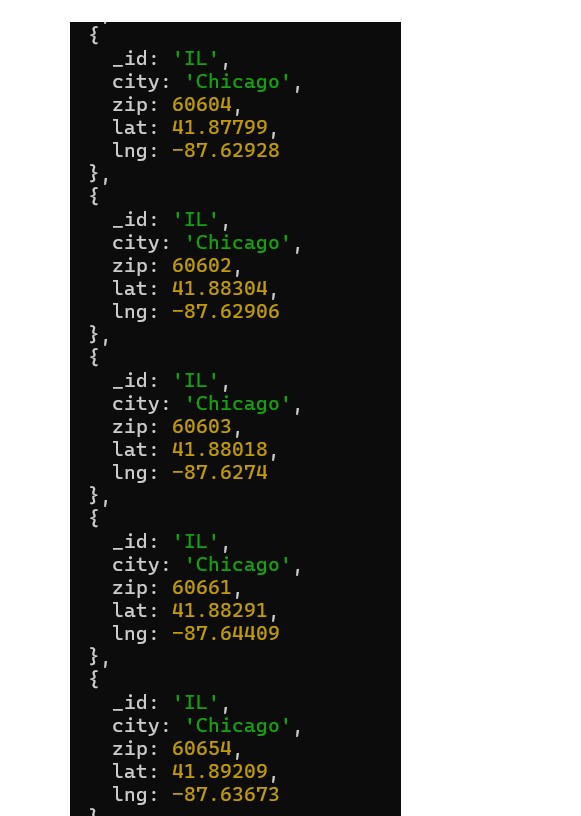 {
_id: 'IL',
city: 'Chicago',
zip: 60604,
lat: 41.87799,
lng: -87.62928
},
{
_id: 'IL',
city: 'Chicago',
zip: 60602,
lat: 41.88304,
lng: -87.62906
},
{
_id: 'IL',
city: 'Chicago',
zip: 60603,
lat: 41.88018,
lng: -87.6274
},
{
_id: 'IL',
city: 'Chicago',
zip: 60661,
lat: 41.88291,
lng: -87.64409
},
{
_id: 'IL',
city: 'Chicago',
zip: 60654,
lat: 41.89209,
lng: -87.63673
}